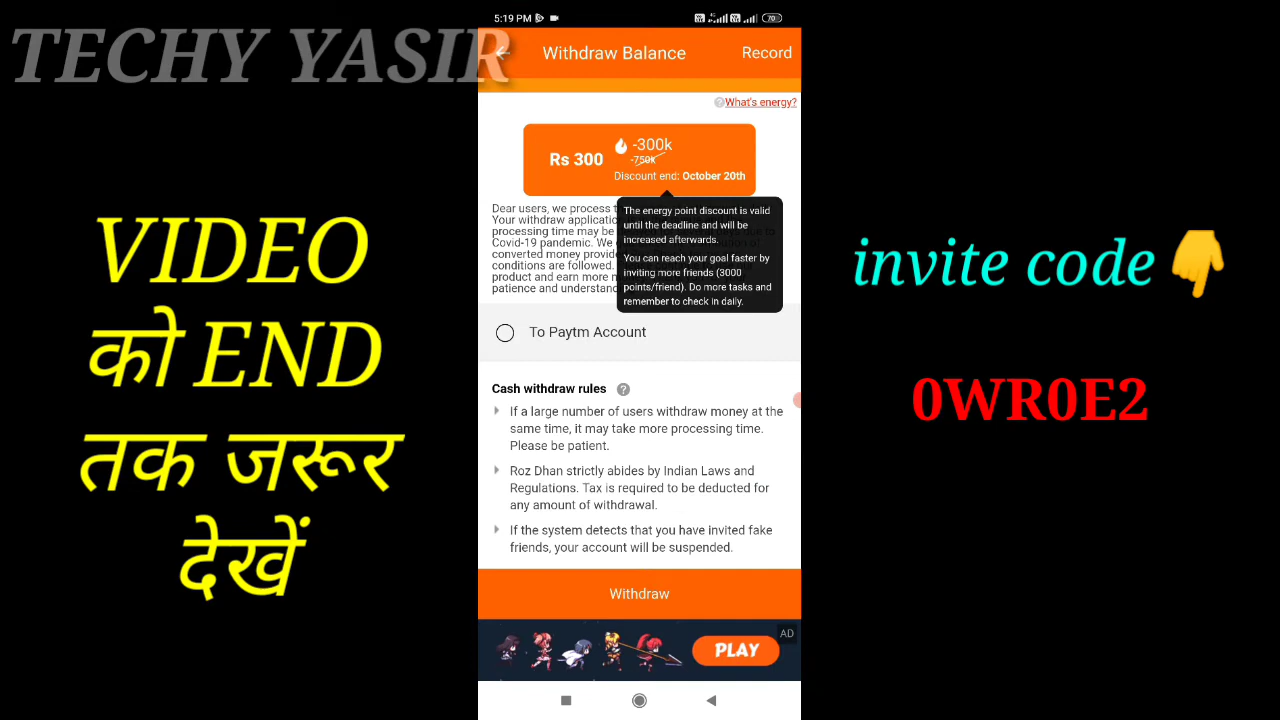 TECHY YASIR
VIDEO
को END
तक जरूर
देखें
5:19 PM
70
Withdraw Balance
Record
What's energy?
Rs 300
-300k
-750k
Discount end: October 20th
Dear users, we process t
Your withdraw application
processing time may be
Covid-19 pandemic. We
converted money provide
conditions are followed.
product and earn more
patience and understand
The energy point discount is valid
until the deadline and will be
increased afterwards.
You can reach your goal faster by
inviting more friends (3000
points/friend). Do more tasks and
remember to check in daily.
To Paytm Account
Cash withdraw rules ?
If a large number of users withdraw money at the
same time, it may take more processing time.
Please be patient.
Roz Dhan strictly abides by Indian Laws and
Regulations. Tax is required to be deducted for
any amount of withdrawal.
If the system detects that you have invited fake
friends, your account will be suspended.
Withdraw
AD
PLAY
invite code
0WR0E2